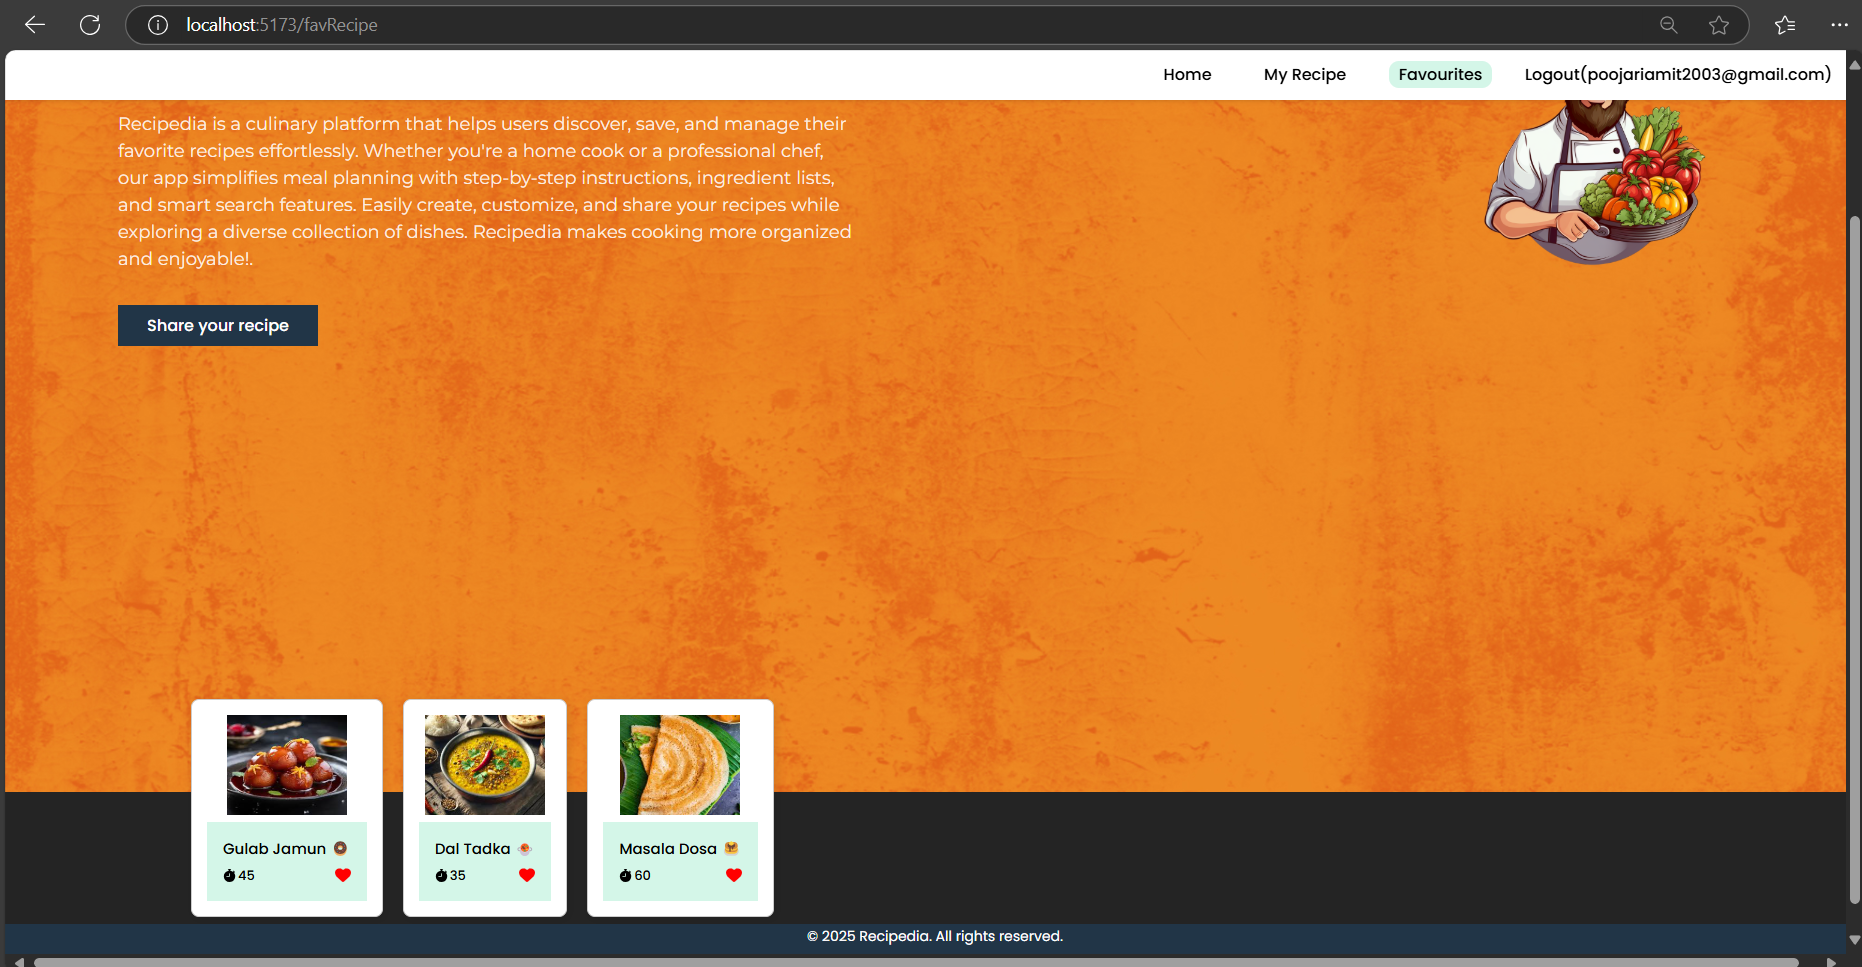 localhost:5173/favRecipe
Home My Recipe Favourites Logout(poojariamit2003@gmail.com)
Recipedia is a culinary platform that helps users discover, save, and manage their
favorite recipes effortlessly. Whether you're a home cook or a professional chef,
our app simplifies meal planning with step-by-step instructions, ingredient lists,
and smart search features. Easily create, customize, and share your recipes while
exploring a diverse collection of dishes. Recipedia makes cooking more organized
and enjoyable!.
Share your recipe
Gulab Jamun 🍩
45
Dal Tadka 🍛
35
Masala Dosa
60
© 2025 Recipedia. All rights reserved.